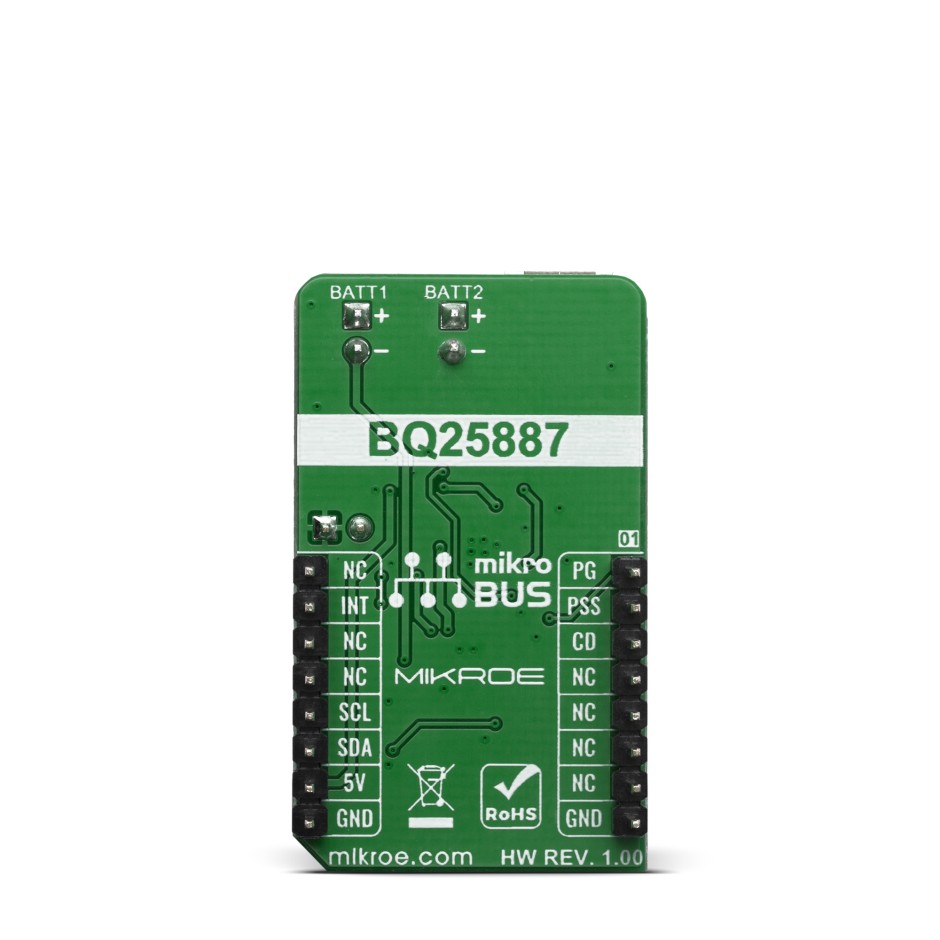 BATT1 BATT2
+ +
- -
BQ25887
01
NC mikro PG
INT BUS PSS
NC CD
NC MIKROE NC
SCL NC
SDA NC
5V NC
GND RoHS GND
mikroe.com HW REV. 1.00